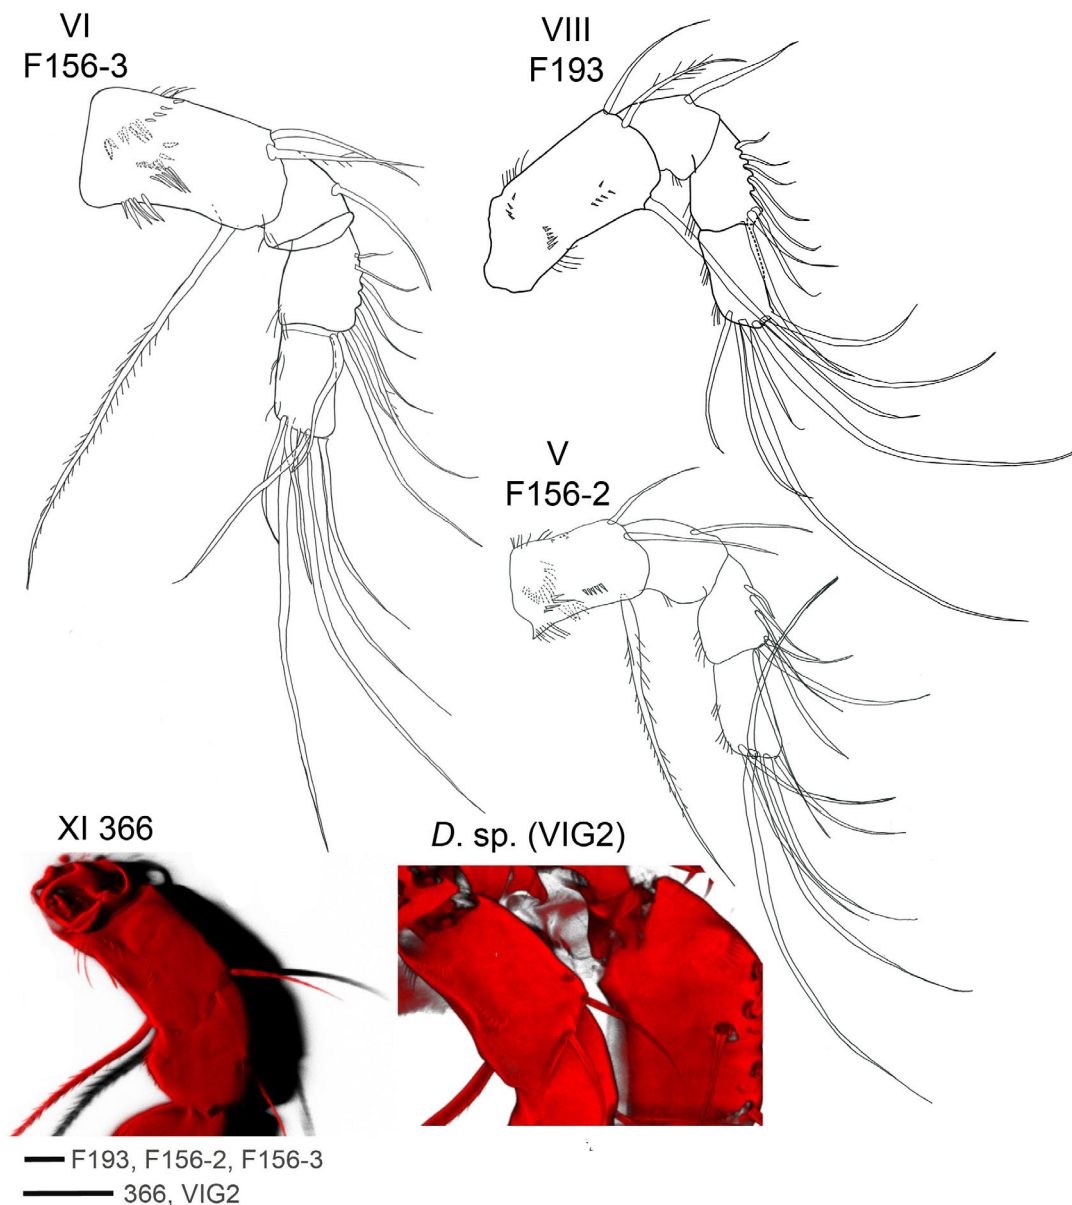 VI
F156-3
VIII
F193
V
F156-2
XI 366
D. sp. (VIG2)
F193, F156-2, F156-3
366, VIG2